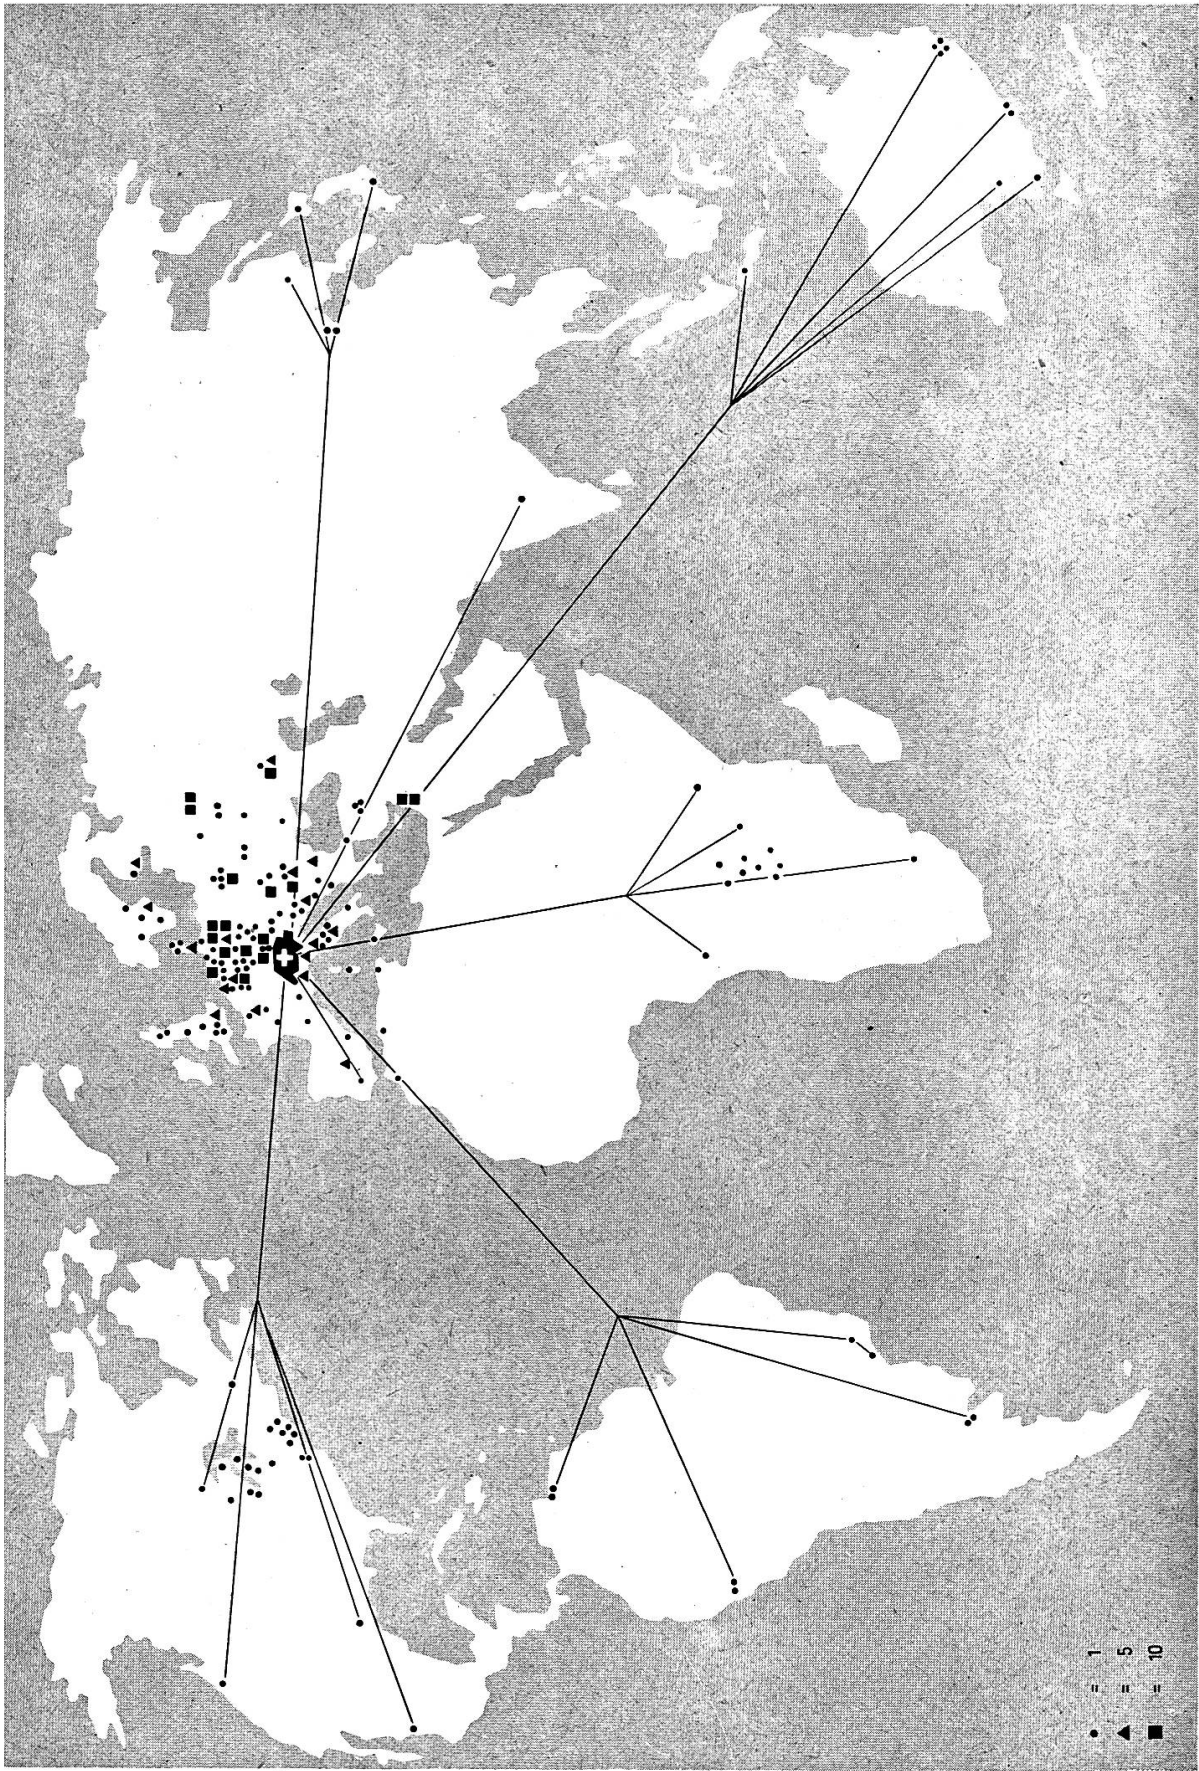 ● = 1
▲ = 5
■ = 10